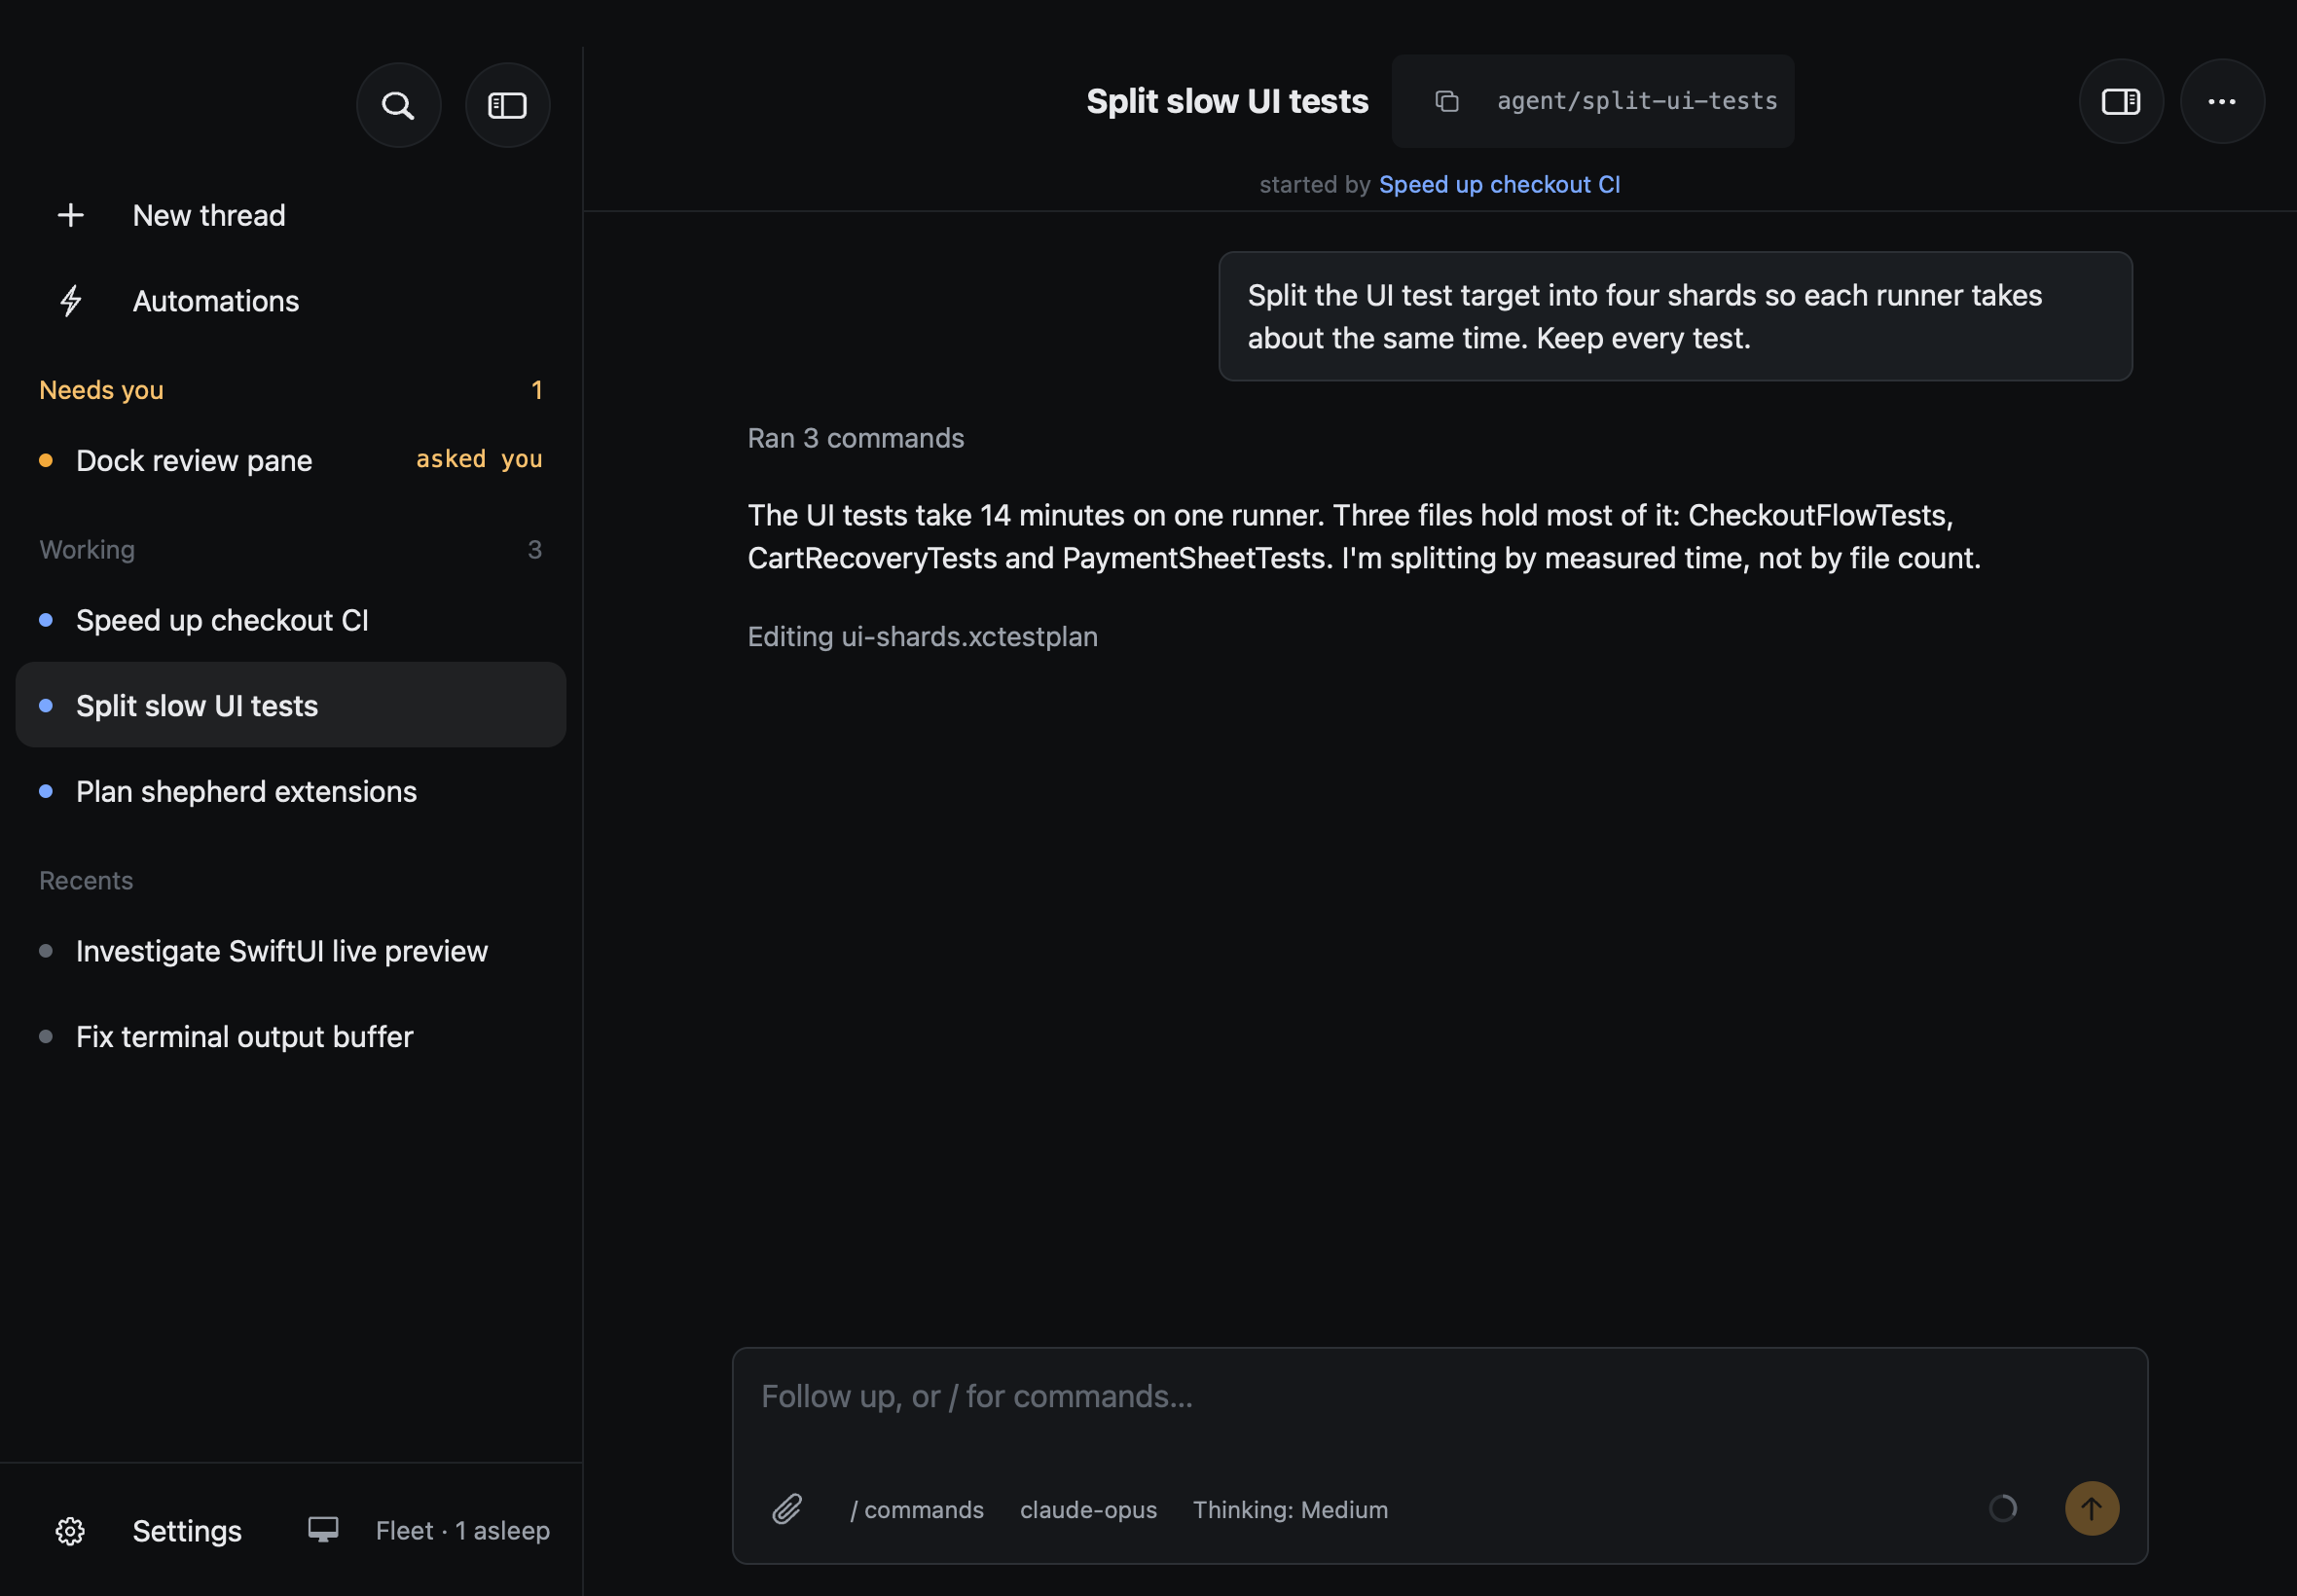 New thread
Automations
Needs you 1
Dock review pane asked you
Working 3
Speed up checkout CI
Split slow UI tests
Plan shepherd extensions
Recents
Investigate SwiftUI live preview
Fix terminal output buffer
Settings Fleet · 1 asleep
Split slow UI tests agent/split-ui-tests
started by Speed up checkout CI
Split the UI test target into four shards so each runner takes
about the same time. Keep every test.
Ran 3 commands
The UI tests take 14 minutes on one runner. Three files hold most of it: CheckoutFlowTests,
CartRecoveryTests and PaymentSheetTests. I'm splitting by measured time, not by file count.
Editing ui-shards.xctestplan
Follow up, or / for commands...
/ commands claude-opus Thinking: Medium